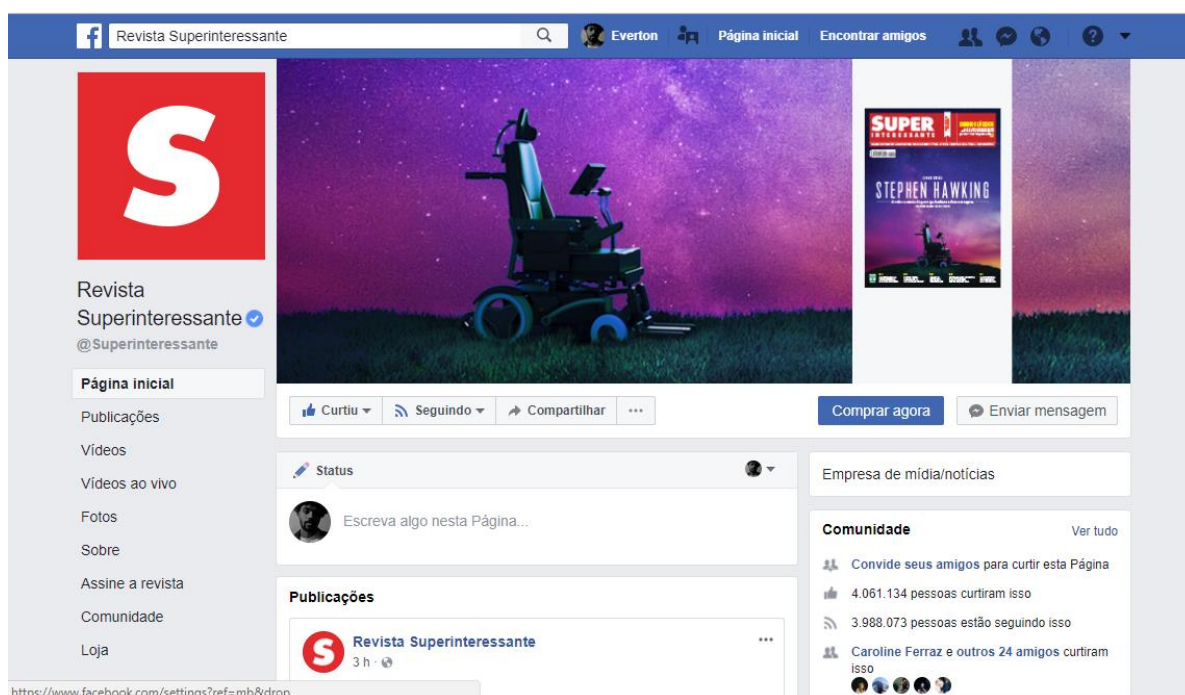 f
Revista Superinteressante
Everton
Página inicial
Encontrar amigos
S
SUPER
INTERESSANTE
STEPHEN HAWKING
Revista
Superinteressante
@Superinteressante
Página inicial
Publicações
Vídeos
Vídeos ao vivo
Fotos
Sobre
Assine a revista
Comunidade
Loja
Curtiu
Seguindo
Compartilhar
Comprar agora
Enviar mensagem
Status
Escreva algo nesta Página...
Publicações
S
Revista Superinteressante
3 h ·
Empresa de mídia/notícias
Comunidade
Ver tudo
Convide seus amigos para curtir esta Página
4.061.134 pessoas curtiram isso
3.988.073 pessoas estão seguindo isso
Caroline Ferraz e outros 24 amigos curtiram
isso
https://www.facebook.com/settings?ref=mb&drop